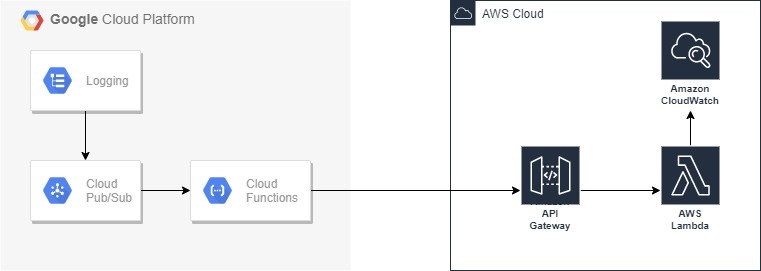 Google Cloud Platform
AWS Cloud
Logging
Amazon
CloudWatch
Cloud
Pub/Sub
Cloud
Functions
API
Gateway
AWS
Lambda